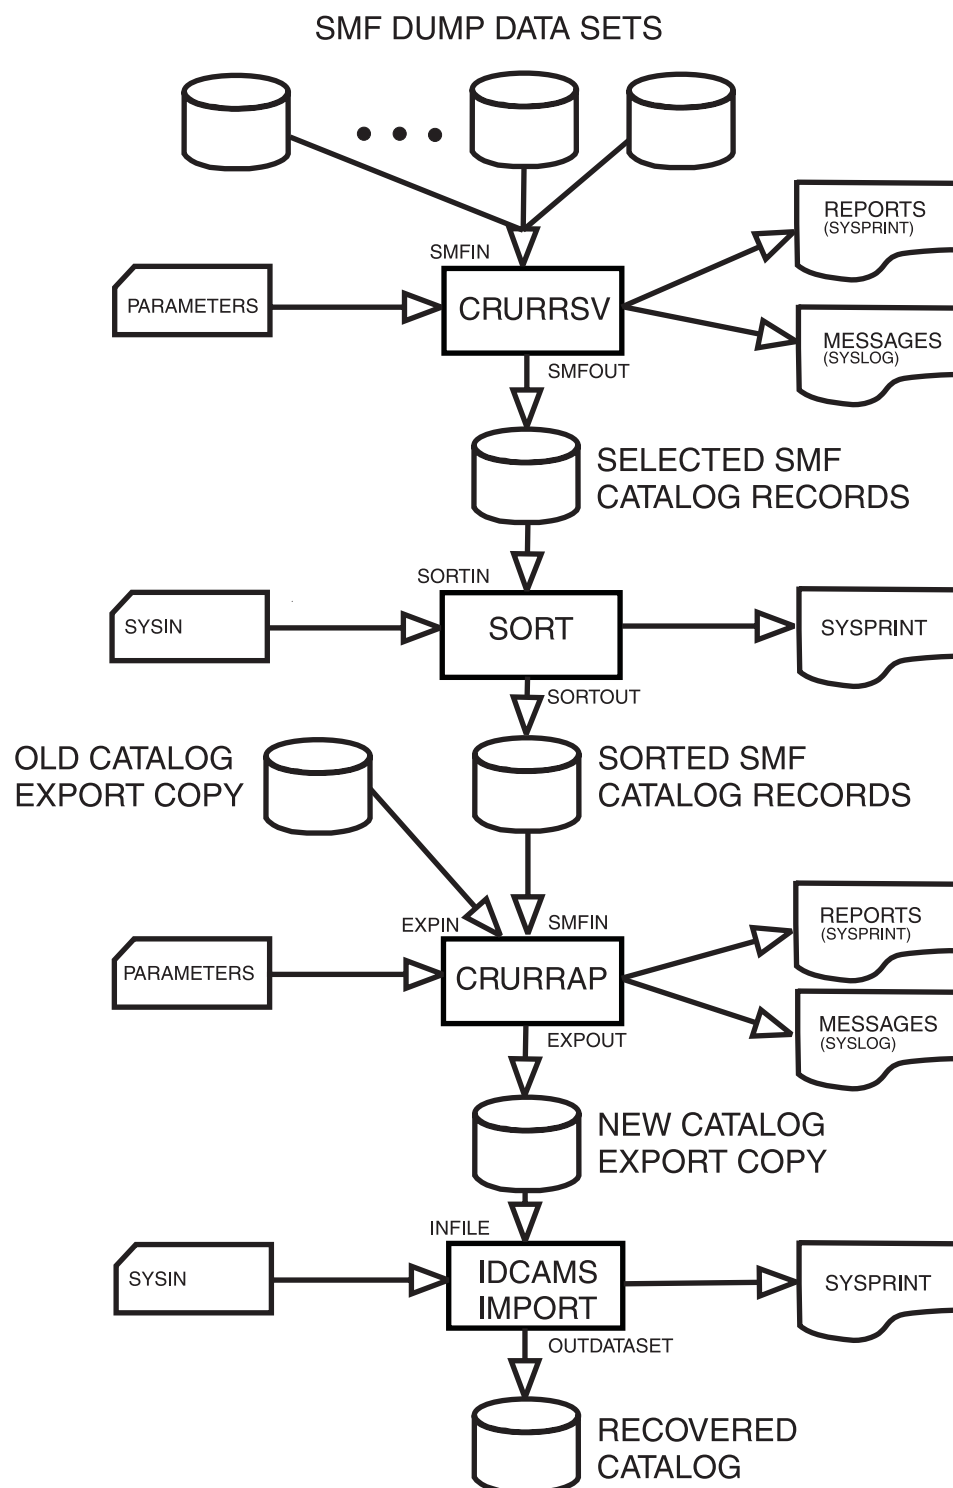 SMF DUMP DATA SETS
SMFIN
REPORTS
(SYSPRINT)
PARAMETERS
CRURRSV
MESSAGES
(SYSLOG)
SMFOUT
SELECTED SMF
CATALOG RECORDS
SORTIN
SYSIN
SORT
SYSPRINT
SORTOUT
OLD CATALOG
EXPORT COPY
SORTED SMF
CATALOG RECORDS
EXPIN
SMFIN
REPORTS
(SYSPRINT)
PARAMETERS
CRURRAP
MESSAGES
(SYSLOG)
EXPOUT
NEW CATALOG
EXPORT COPY
INFILE
SYSIN
IDCAMS
IMPORT
SYSPRINT
OUTDATASET
RECOVERED
CATALOG